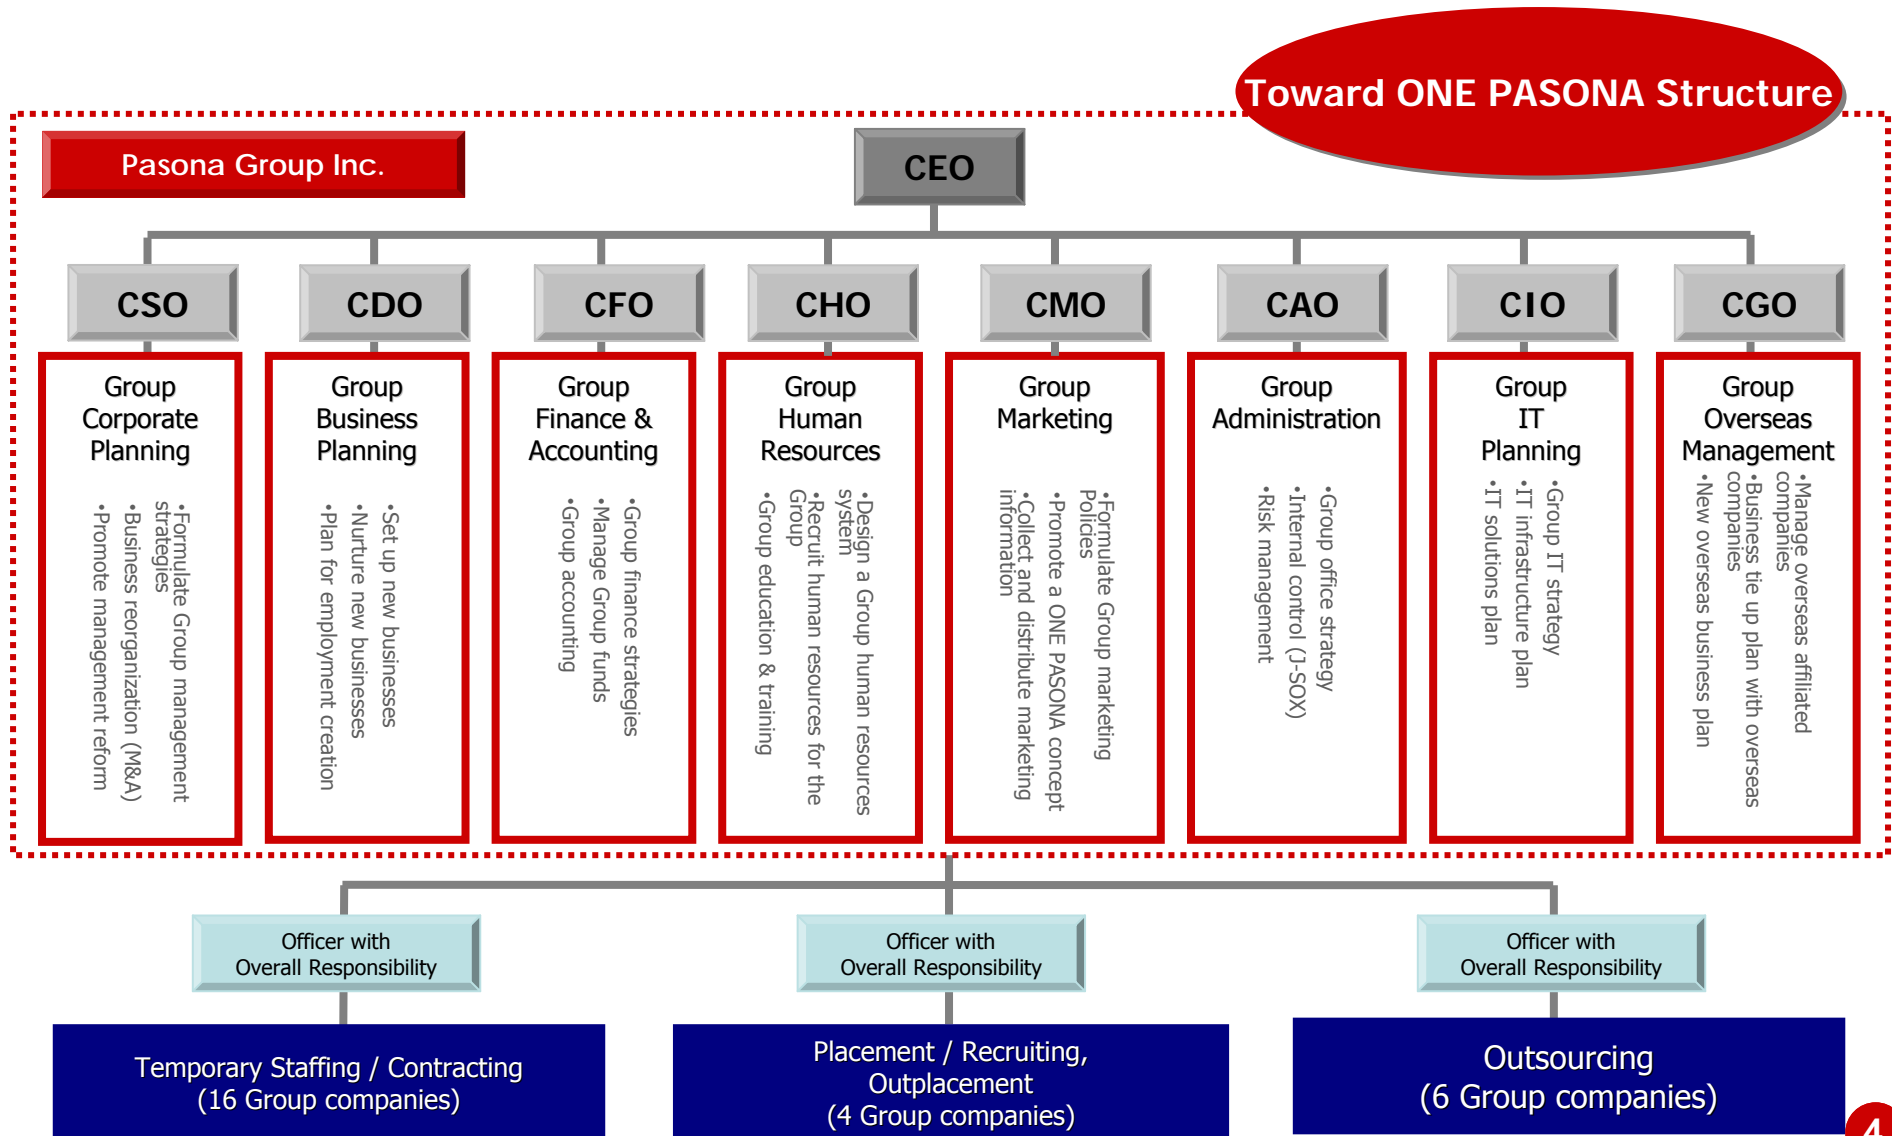 Toward ONE PASONA Structure
Pasona Group Inc.
CEO
CSO
CDO
CFO
CHO
CMO
CAO
CIO
CGO
Group
Corporate
Planning
•Formulate Group management
strategies
•Business reorganization (M&A)
•Promote management reform
Group
Business
Planning
•Set up new businesses
•Nurture new businesses
•Plan for employment creation
Group
Finance &
Accounting
•Group finance strategies
•Manage Group funds
•Group accounting
Group
Human
Resources
•Design a Group human resources
system
•Recruit human resources for the
Group
•Group education & training
Group
Marketing
•Formulate Group marketing
Policies
•Promote a ONE PASONA concept
•Collect and distribute marketing
information
Group
Administration
•Group office strategy
•Internal control (J-SOX)
•Risk management
Group
IT
Planning
•Group IT strategy
•IT infrastructure plan
•IT solutions plan
Group
Overseas
Management
•Manage overseas affiliated
companies
•Business tie up plan with overseas
companies
•New overseas business plan
Officer with
Overall Responsibility
Officer with
Overall Responsibility
Officer with
Overall Responsibility
Temporary Staffing / Contracting
(16 Group companies)
Placement / Recruiting,
Outplacement
(4 Group companies)
Outsourcing
(6 Group companies)
4